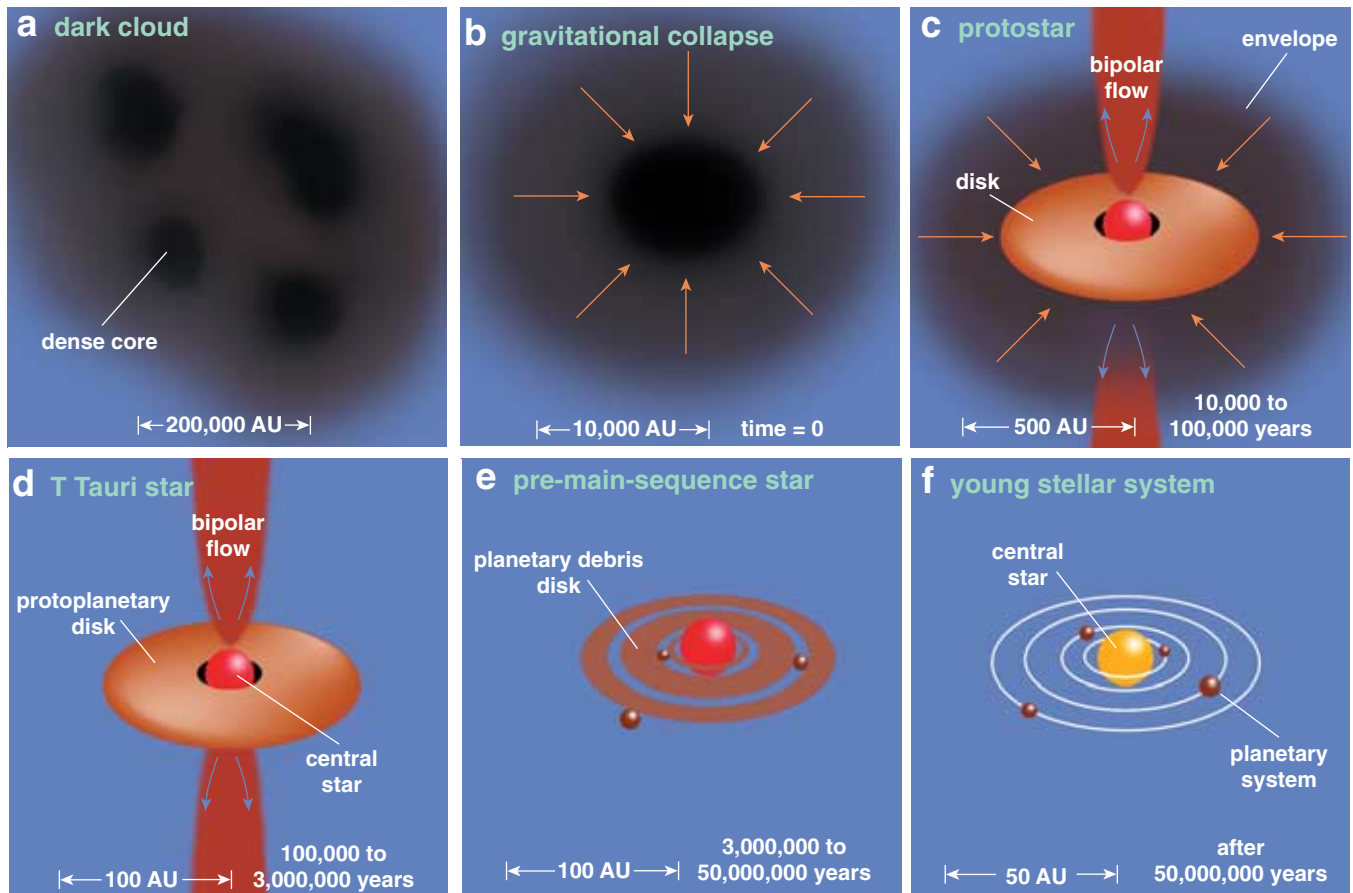 a dark cloud
dense core
200,000 AU
b gravitational collapse
10,000 AU
time = 0
c protostar
envelope
bipolar
flow
disk
500 AU
10,000 to
100,000 years
d T Tauri star
bipolar
flow
protoplanetary
disk
central
star
100 AU
100,000 to
3,000,000 years
e pre-main-sequence star
planetary debris
disk
100 AU
3,000,000 to
50,000,000 years
f young stellar system
central
star
planetary
system
50 AU
after
50,000,000 years